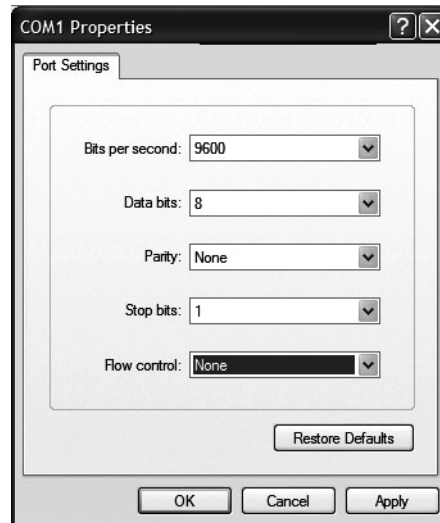 COM1 Properties
Port Settings
Bits per second: 9600
Data bits: 8
Parity: None
Stop bits: 1
Flow control: None
Restore Defaults
OK Cancel Apply